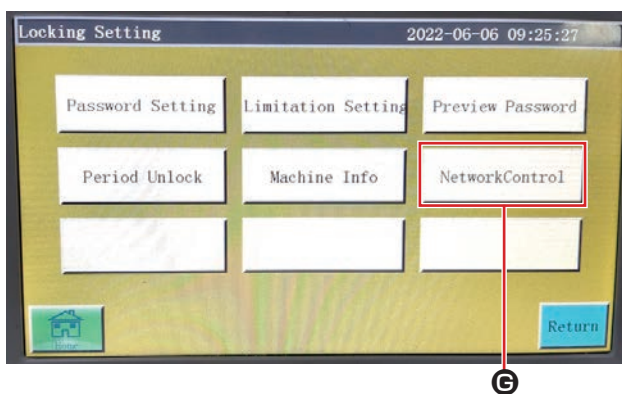 Locking Setting 2022-06-06 09:25:27
Password Setting Limitation Setting Preview Password
Period Unlock Machine Info NetworkControl
Home Return
G